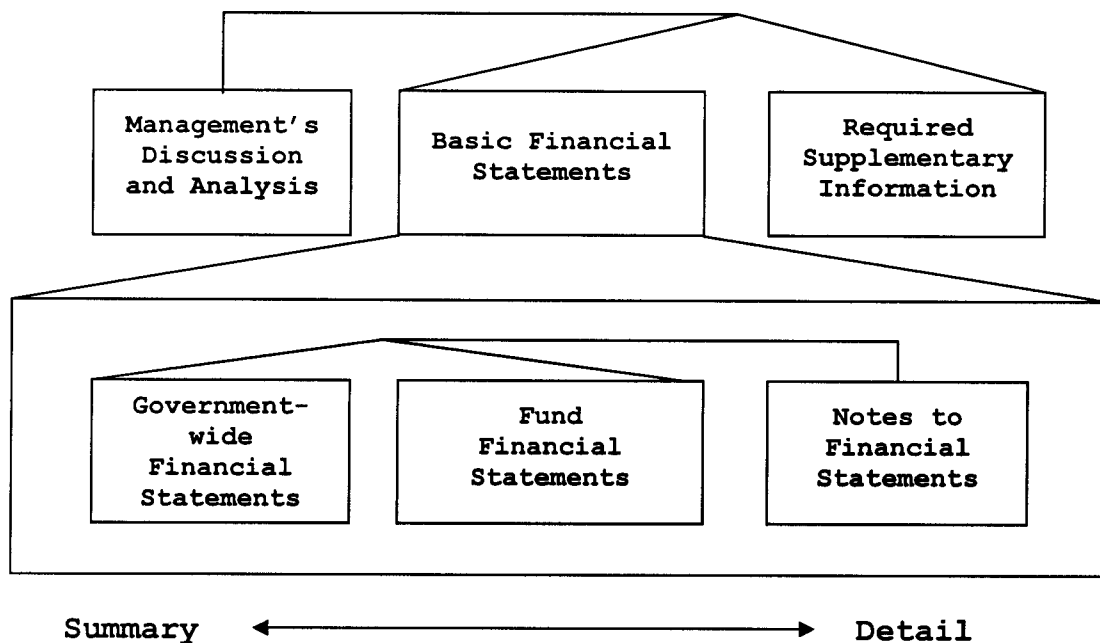 Management's
Discussion
and Analysis
Basic Financial
Statements
Required
Supplementary
Information
Government-
wide
Financial
Statements
Fund
Financial
Statements
Notes to
Financial
Statements
Summary
Detail